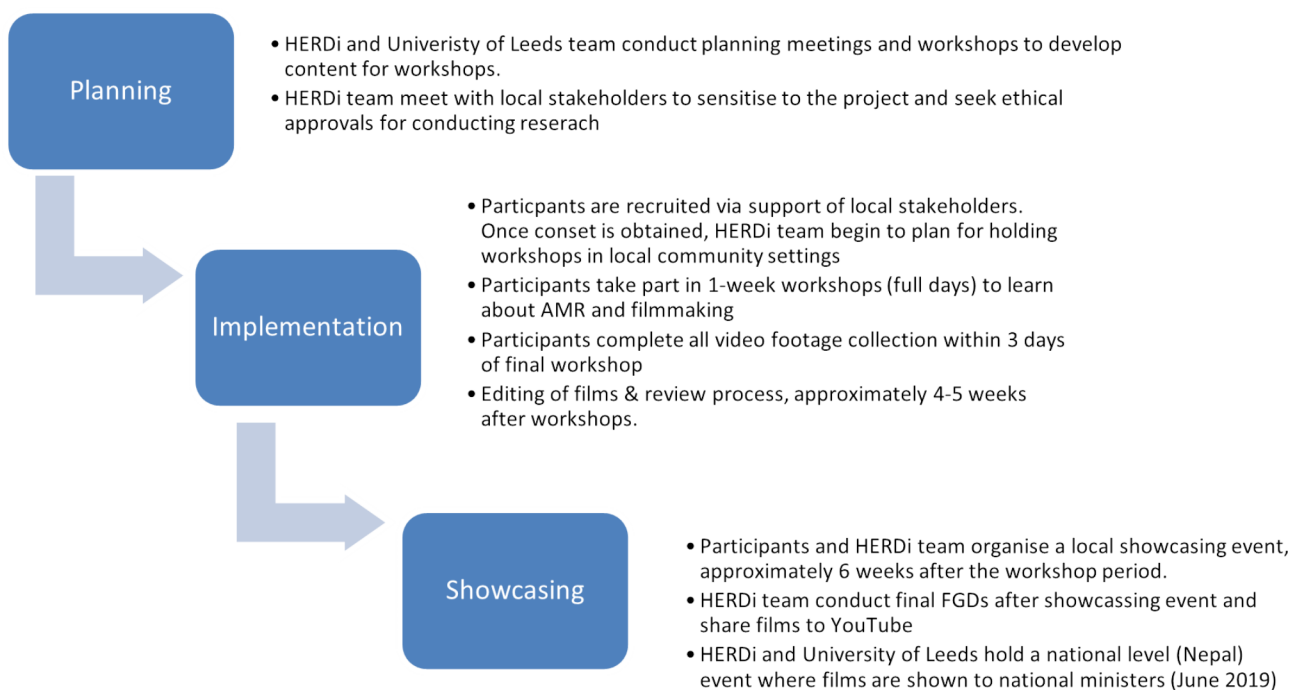 Planning
• HERDi and Univeristy of Leeds team conduct planning meetings and workshops to develop
content for workshops.
• HERDi team meet with local stakeholders to sensitise to the project and seek ethical
approvals for conducting reserach
Implementation
• Particpants are recruited via support of local stakeholders.
Once conset is obtained, HERDi team begin to plan for holding
workshops in local community settings
• Participants take part in 1-week workshops (full days) to learn
about AMR and filmmaking
• Participants complete all video footage collection within 3 days
of final workshop
• Editing of films & review process, approximately 4-5 weeks
after workshops.
Showcasing
• Participants and HERDi team organise a local showcasing event,
approximately 6 weeks after the workshop period.
• HERDi team conduct final FGDs after showcassing event and
share films to YouTube
• HERDi and University of Leeds hold a national level (Nepal)
event where films are shown to national ministers (June 2019)